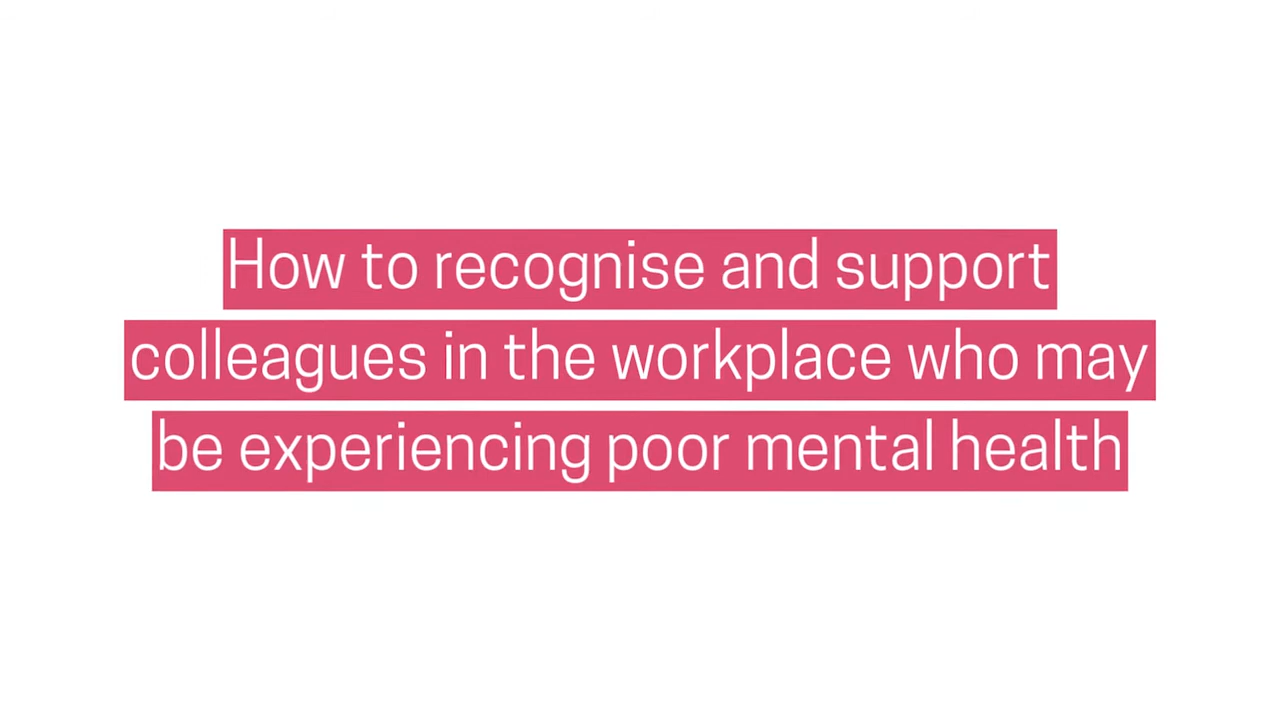 How to recognise and support
colleagues in the workplace who may
be experiencing poor mental health